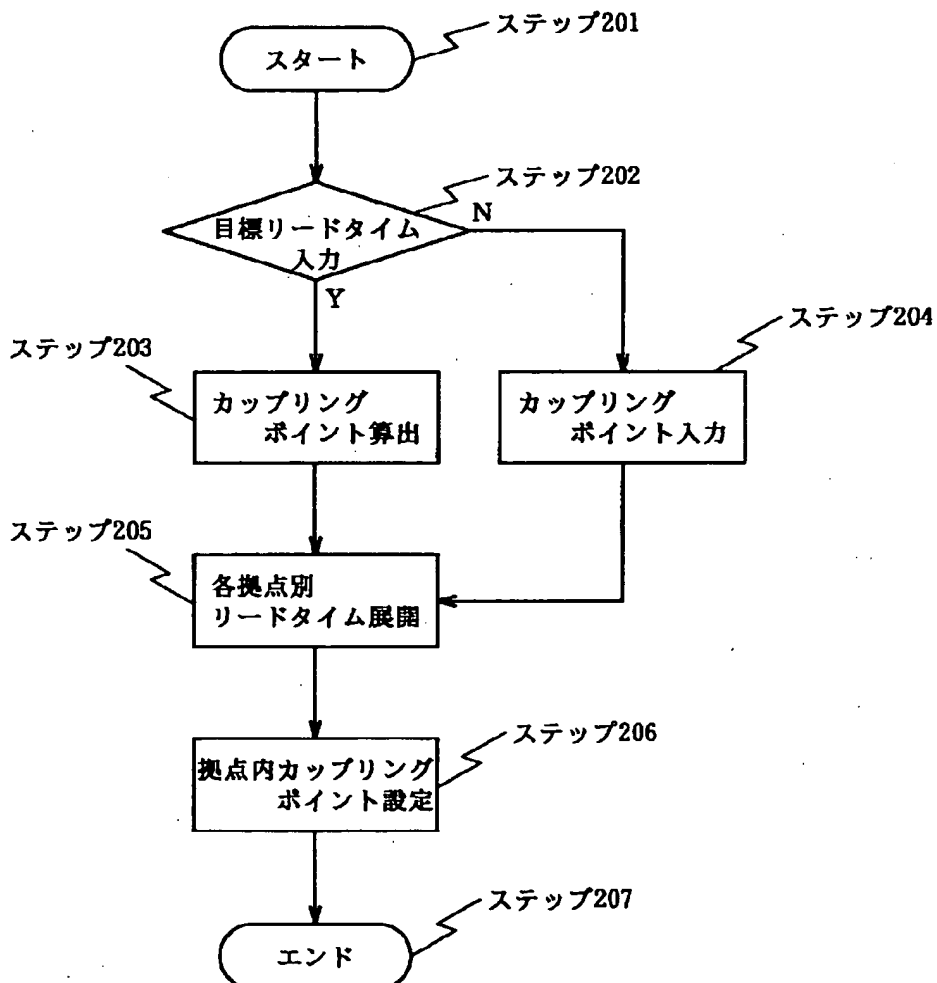 ステップ201
スタート
ステップ202
目標リードタイム
入力
N
Y
ステップ203
カップリング
ポイント算出
ステップ204
カップリング
ポイント入力
ステップ205
各拠点別
リードタイム展開
ステップ206
拠点内カップリング
ポイント設定
ステップ207
エンド